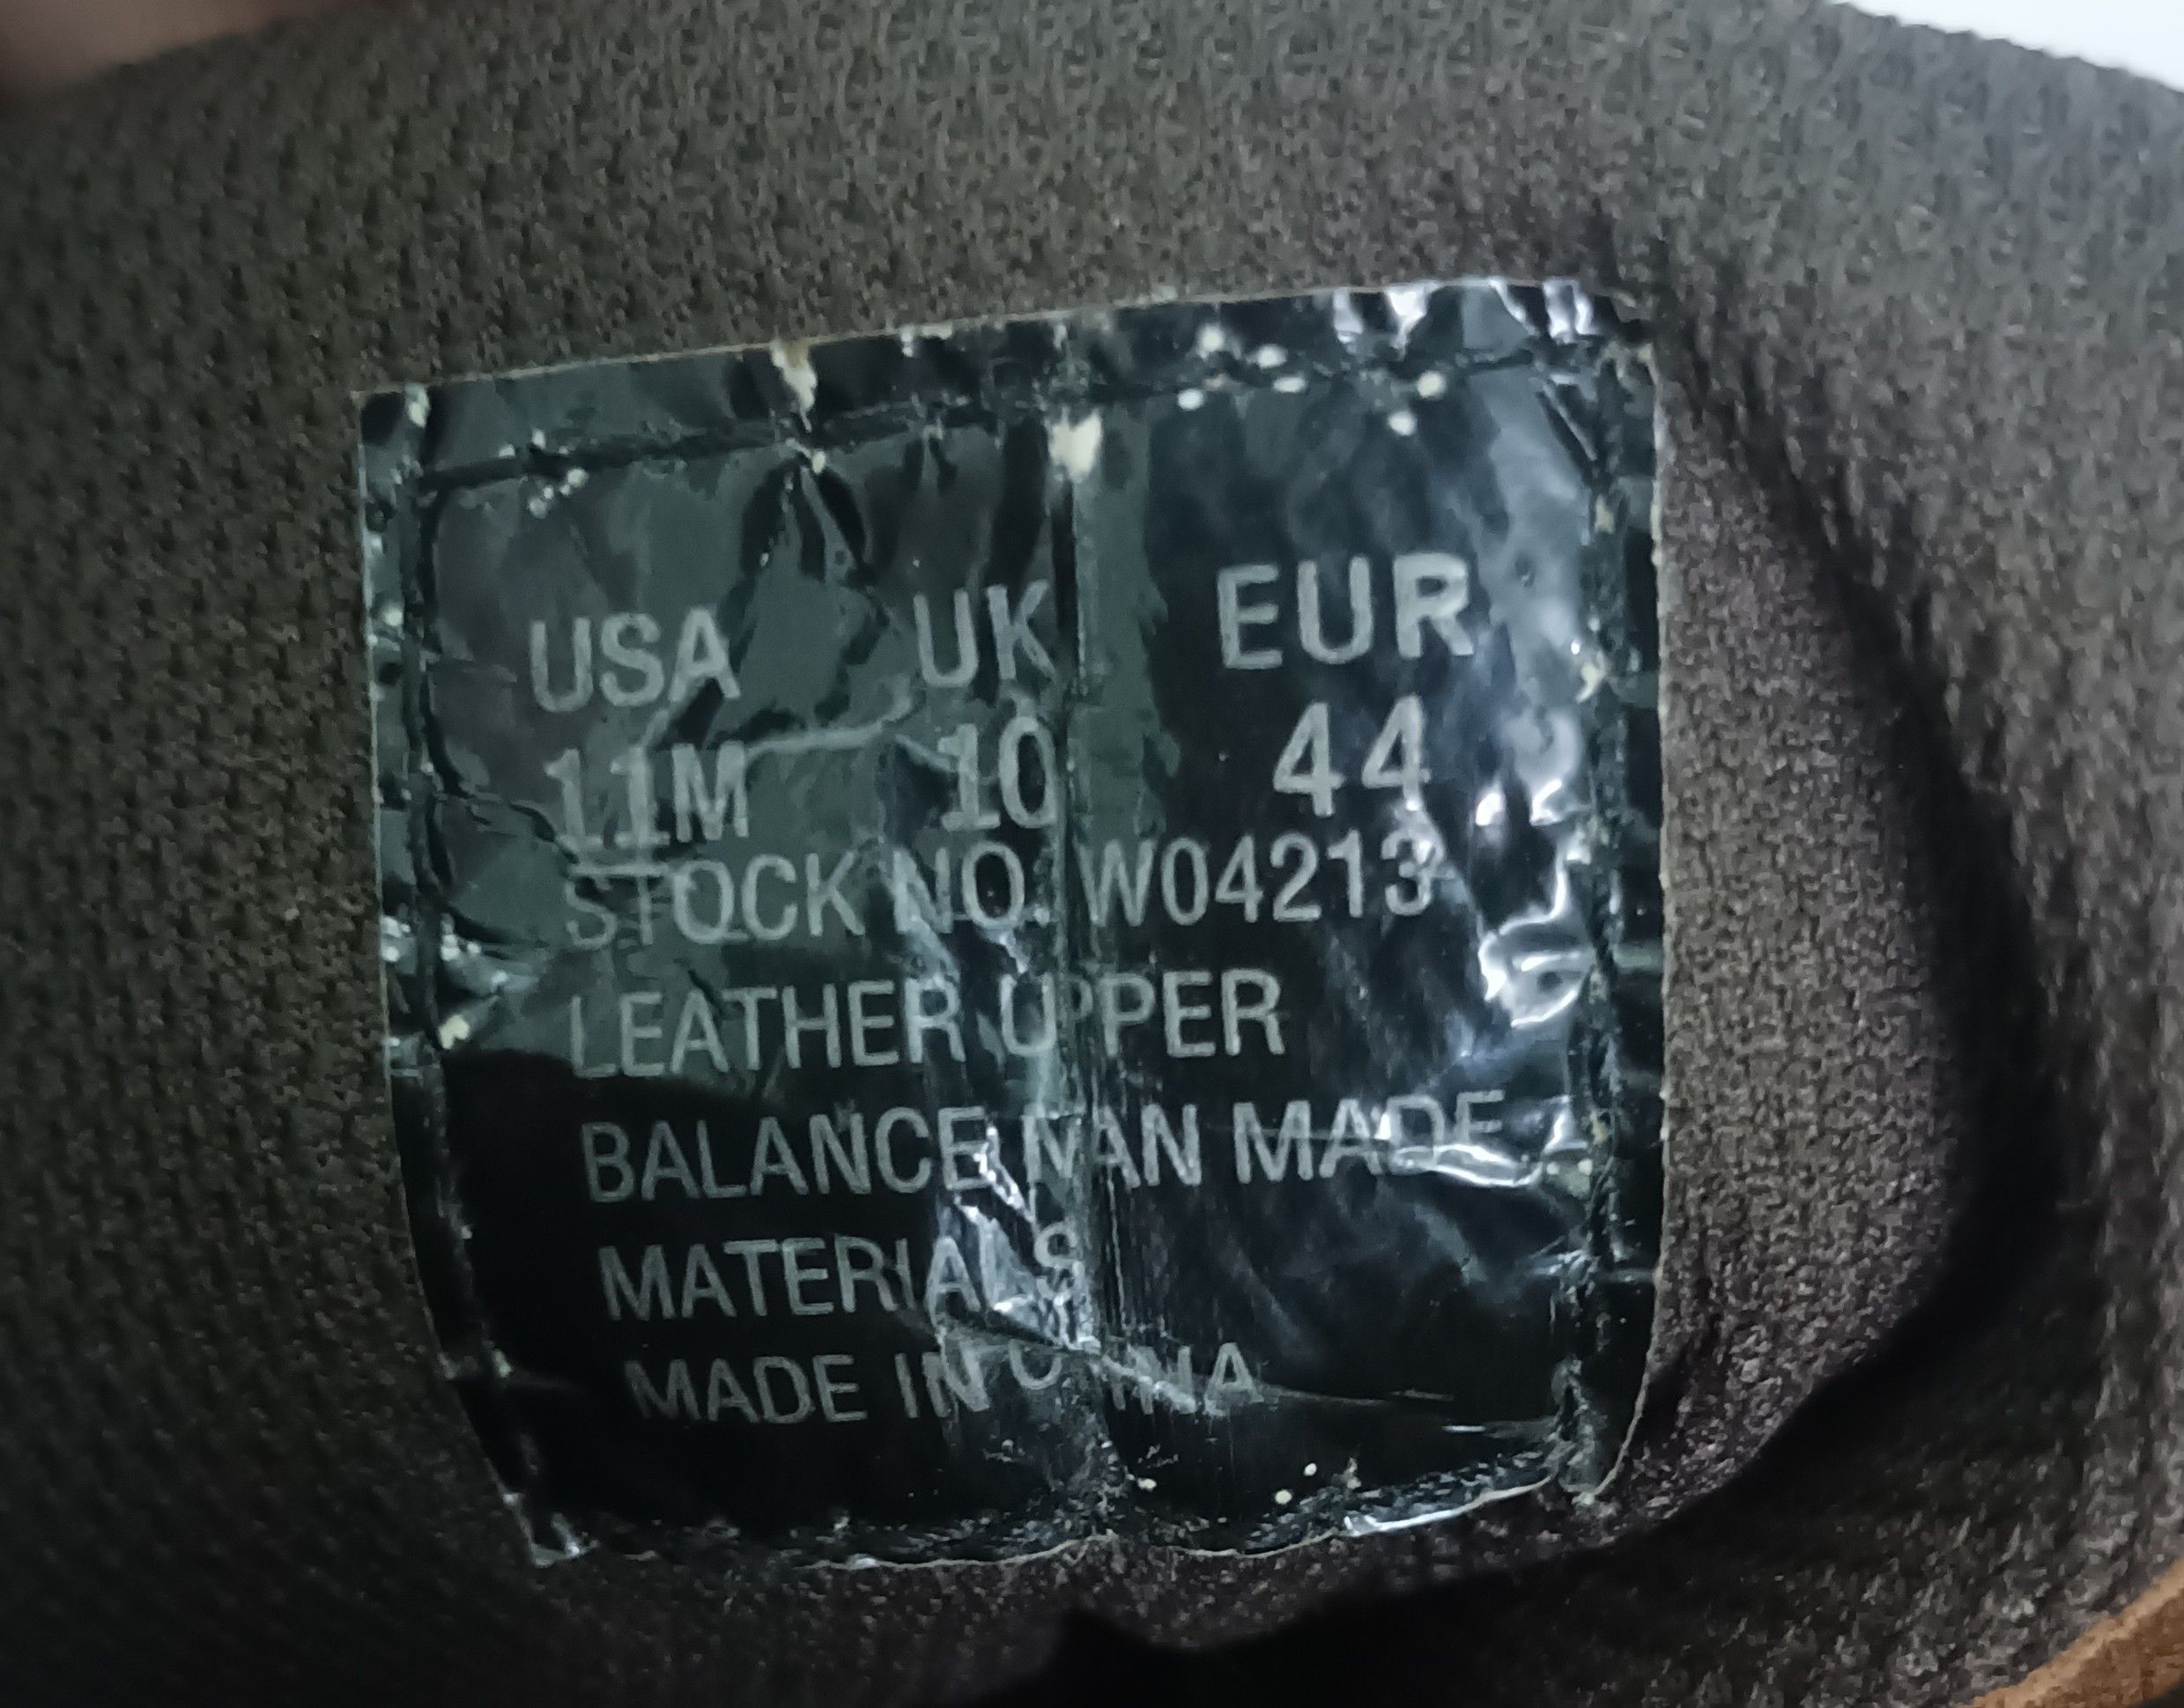 USA UK EUR
11M 10 44
STOCK NO. W04213
LEATHER UPPER
BALANCE MAN MADE
MATERIALS
MADE IN CHINA